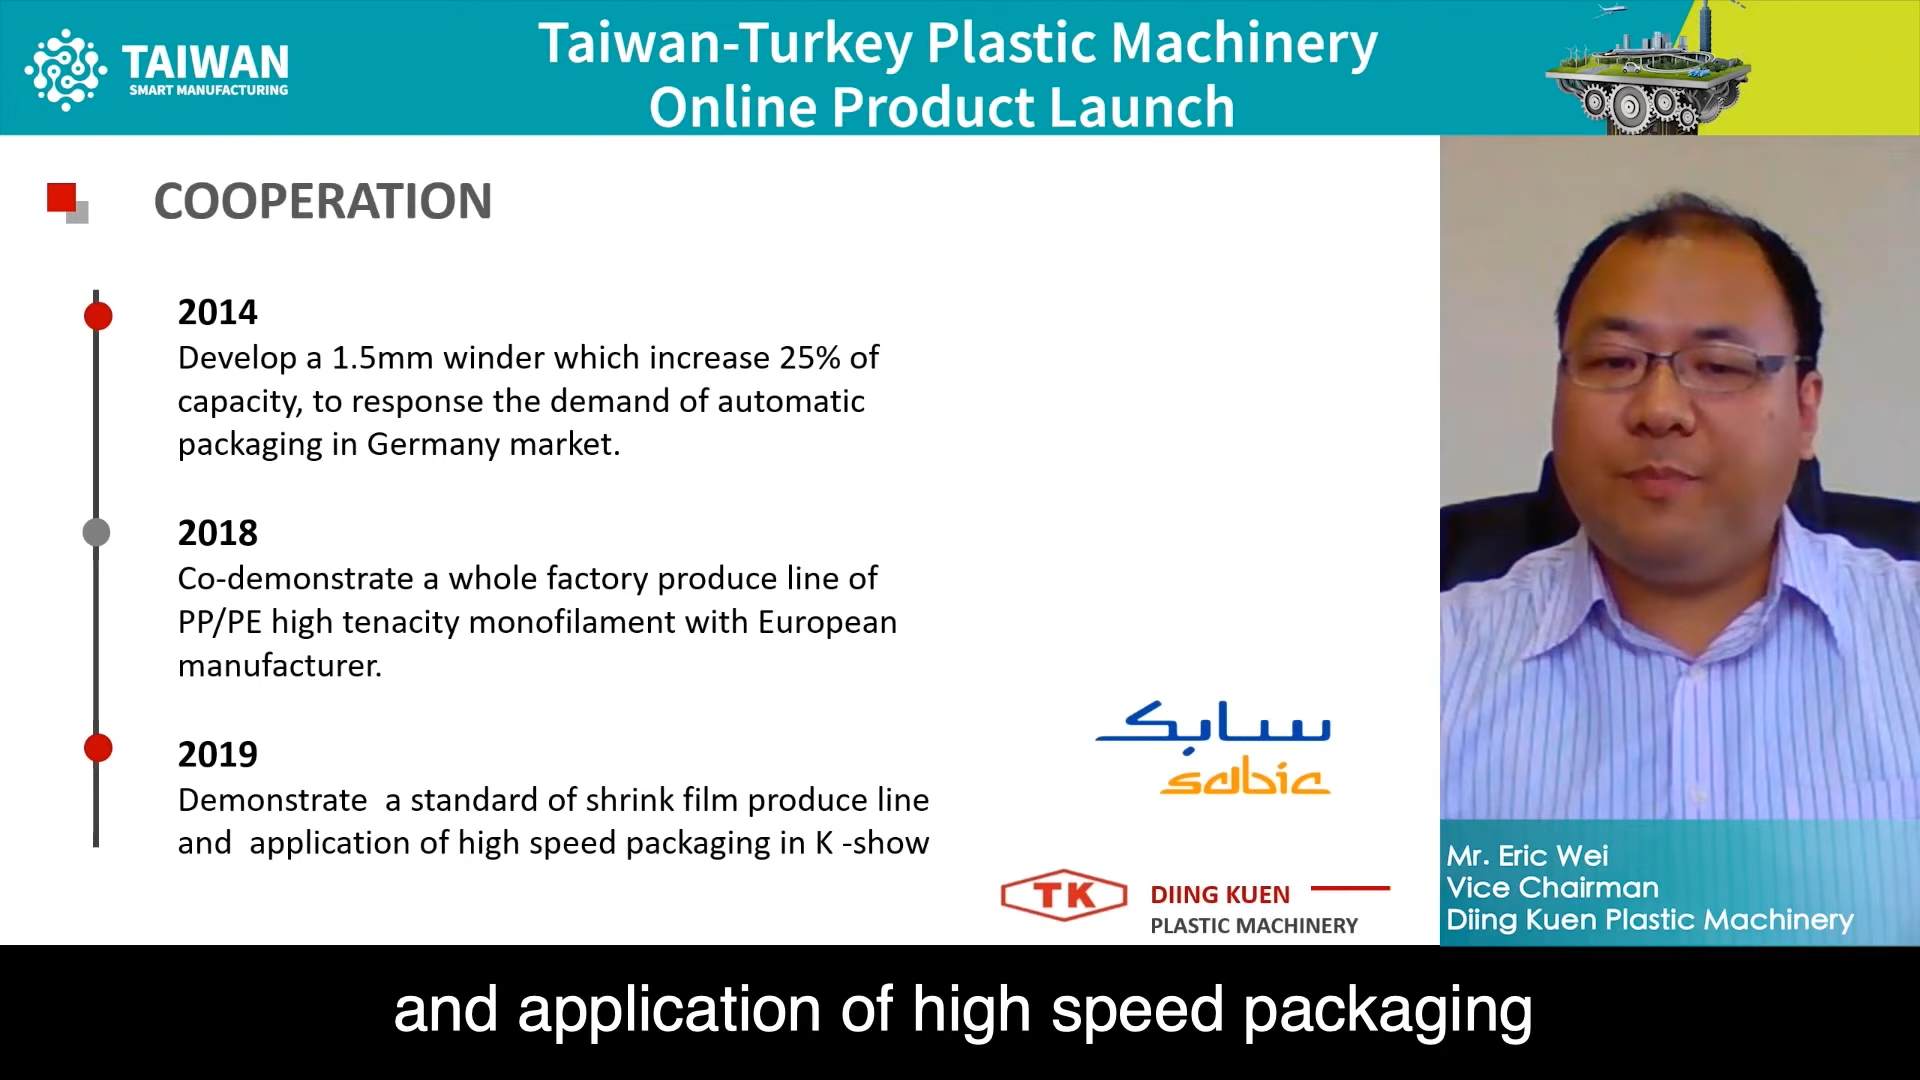 TAIWAN
SMART MANUFACTURING
Taiwan-Turkey Plastic Machinery
Online Product Launch
COOPERATION
2014
Develop a 1.5mm winder which increase 25% of
capacity, to response the demand of automatic
packaging in Germany market.
2018
Co-demonstrate a whole factory produce line of
PP/PE high tenacity monofilament with European
manufacturer.
2019
Demonstrate  a standard of shrink film produce line
and  application of high speed packaging in K -show
سابك
sabic
TK
DIING KUEN
PLASTIC MACHINERY
Mr. Eric Wei
Vice Chairman
Diing Kuen Plastic Machinery
and application of high speed packaging